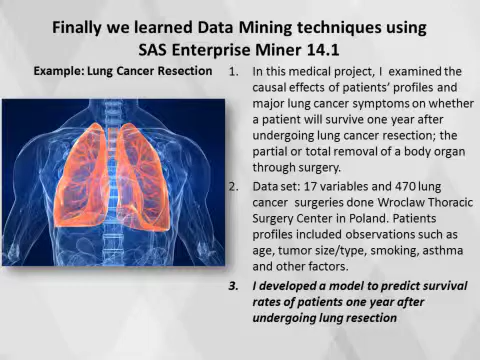 Finally we learned Data Mining techniques using
SAS Enterprise Miner 14.1
Example: Lung Cancer Resection
1. In this medical project, I examined the
causal effects of patients' profiles and
major lung cancer symptoms on whether
a patient will survive one year after
undergoing lung cancer resection; the
partial or total removal of a body organ
through surgery.
2. Data set: 17 variables and 470 lung
cancer surgeries done Wroclaw Thoracic
Surgery Center in Poland. Patients
profiles included observations such as
age, tumor size/type, smoking, asthma
and other factors.
3. I developed a model to predict survival
rates of patients one year after
undergoing lung resection